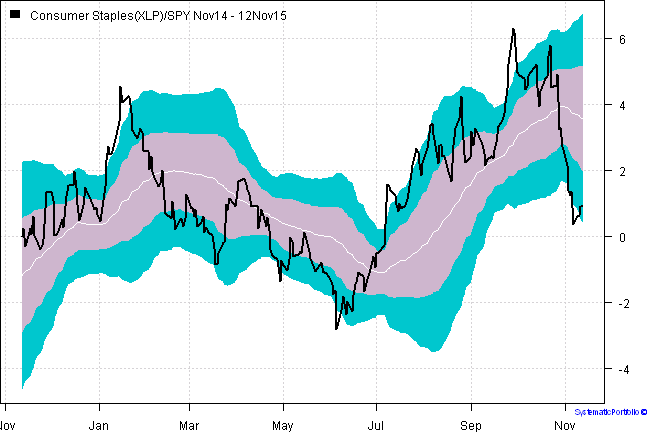 Consumer Staples(XLP)/SPY Nov14 - 12Nov15
6
4
2
0
-2
-4
Nov Jan Mar May Jul Sep Nov
SystematicPortfolio ©